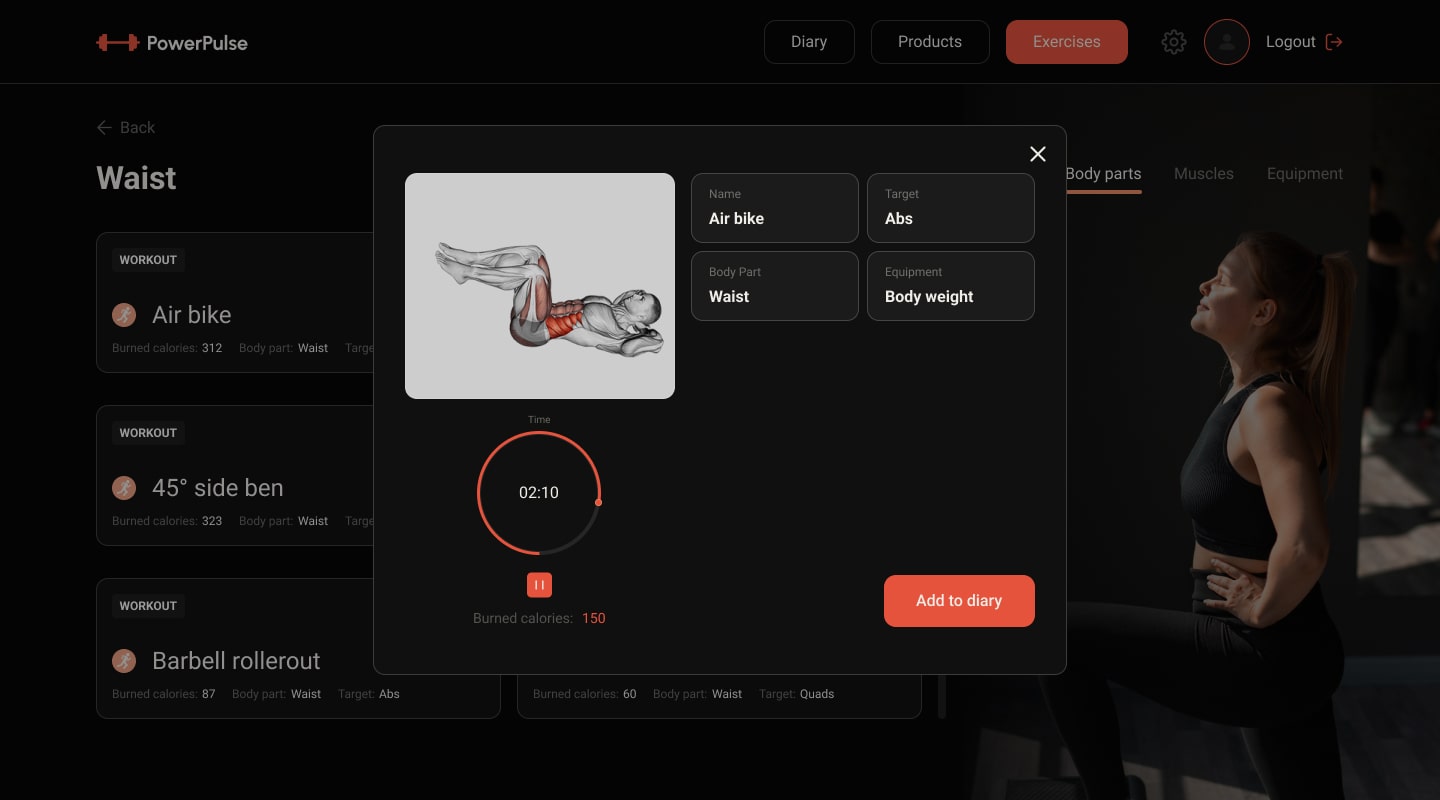 PowerPulse
Diary
Products
Exercises
Logout
Back
Waist
Body parts
Muscles
Equipment
WORKOUT
Air bike
Burned calories: 312 Body part: Waist
WORKOUT
45° side ben
Burned calories: 323 Body part: Waist
WORKOUT
Barbell rollerout
Burned calories: 87 Body part: Waist Target: Abs
Burned calories: 60 Body part: Waist Target: Quads
Name
Air bike
Target
Abs
Body Part
Waist
Equipment
Body weight
Time
02:10
Burned calories: 150
Add to diary